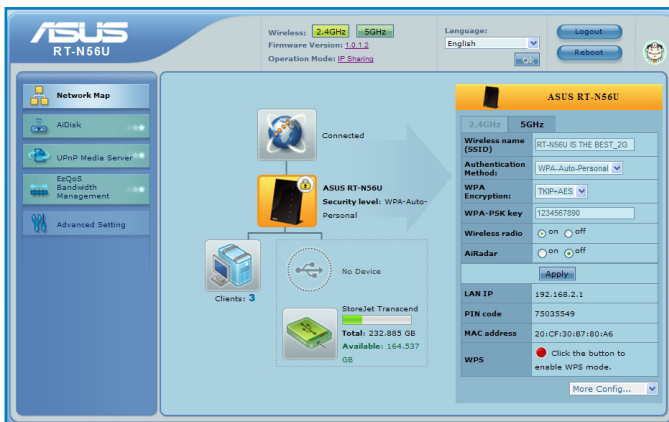 ASUS
RT-N56U
Wireless: 2.4GHz 5GHz
Firmware Version: 1.0.1.2
Operation Mode: IP Sharing
Language:
English
OK
Logout
Reboot
Network Map
AiDisk
UPnP Media Server
EzQoS
Bandwidth
Management
Advanced Setting
Connected
ASUS RT-N56U
Security level: WPA-Auto-
Personal
Clients: 3
No Device
StoreJet Transcend
Total: 232.885 GB
Available: 164.537
GB
ASUS RT-N56U
2.4GHz 5GHz
Wireless name
(SSID) RT-N56U IS THE BEST_2G
Authentication
Method: WPA-Auto-Personal
WPA
Encryption: TKIP+AES
WPA-PSK key 1234567890
Wireless radio on off
AiRadar on off
Apply
LAN IP 192.168.2.1
PIN code 75035549
MAC address 20:CF:30:B7:80:A6
WPS Click the button to
enable WPS mode.
More Config...